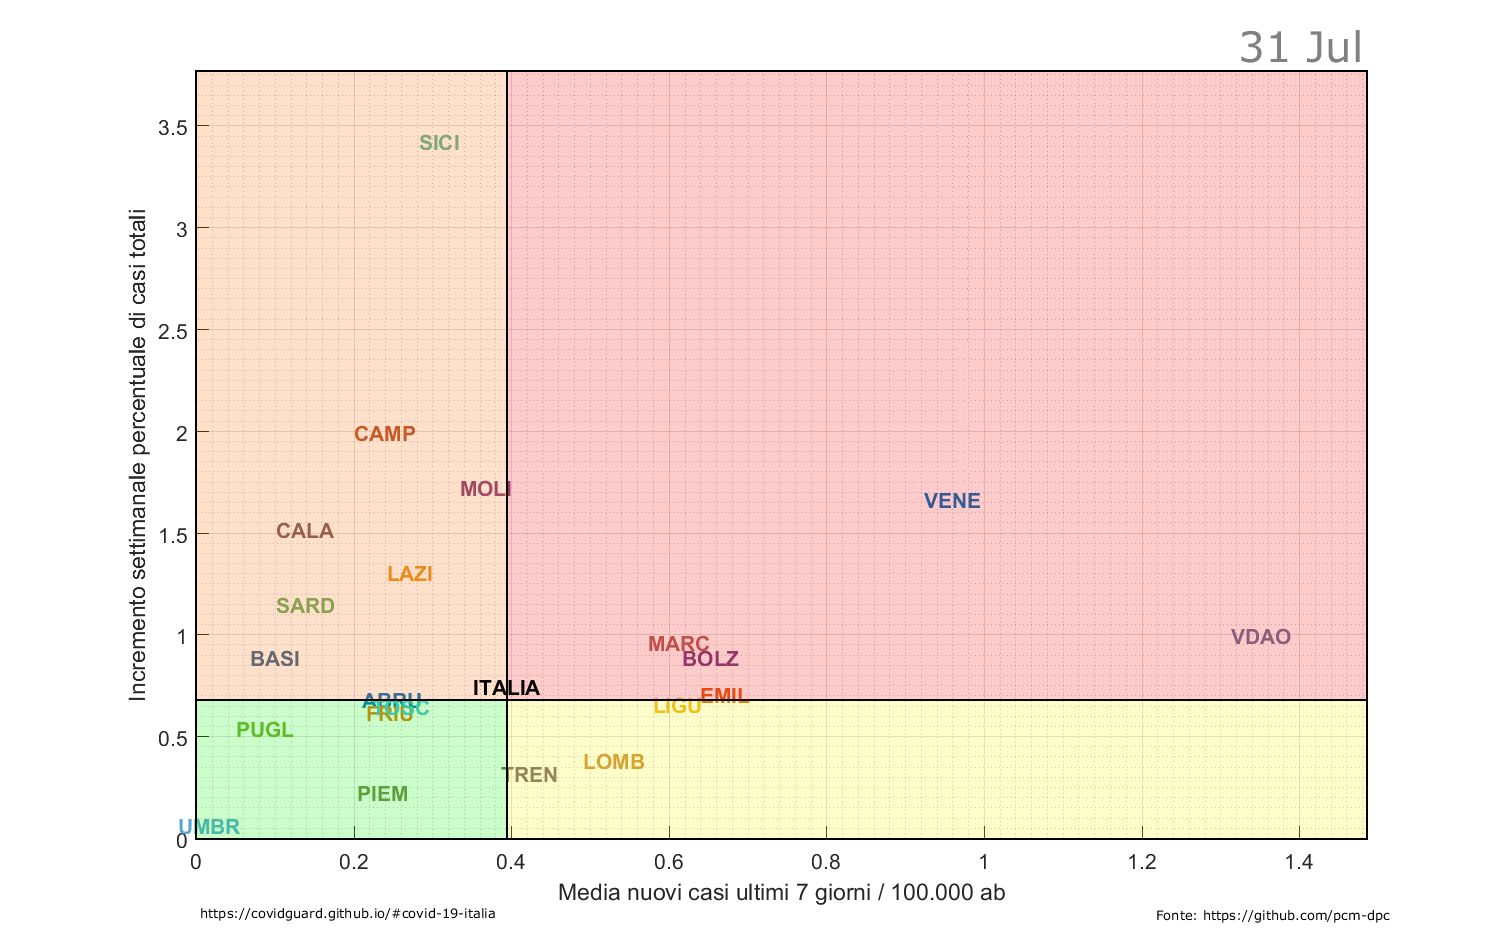 31 Jul
Incremento settimanale percentuale di casi totali
3.5
3
2.5
2
1.5
1
0.5
0
SICI
CAMP
MOLI
VENE
CALA
LAZI
SARD
VDAO
MARC
BASI
BOLZ
ITALIA
EMIL
ABRU
LIGU
TOSC
FRIU
PUGL
LOMB
TREN
PIEM
UMBR
0 0.2 0.4 0.6 0.8 1 1.2 1.4
Media nuovi casi ultimi 7 giorni / 100.000 ab
https://covidguard.github.io/#covid-19-italia
Fonte: https://github.com/pcm-dpc